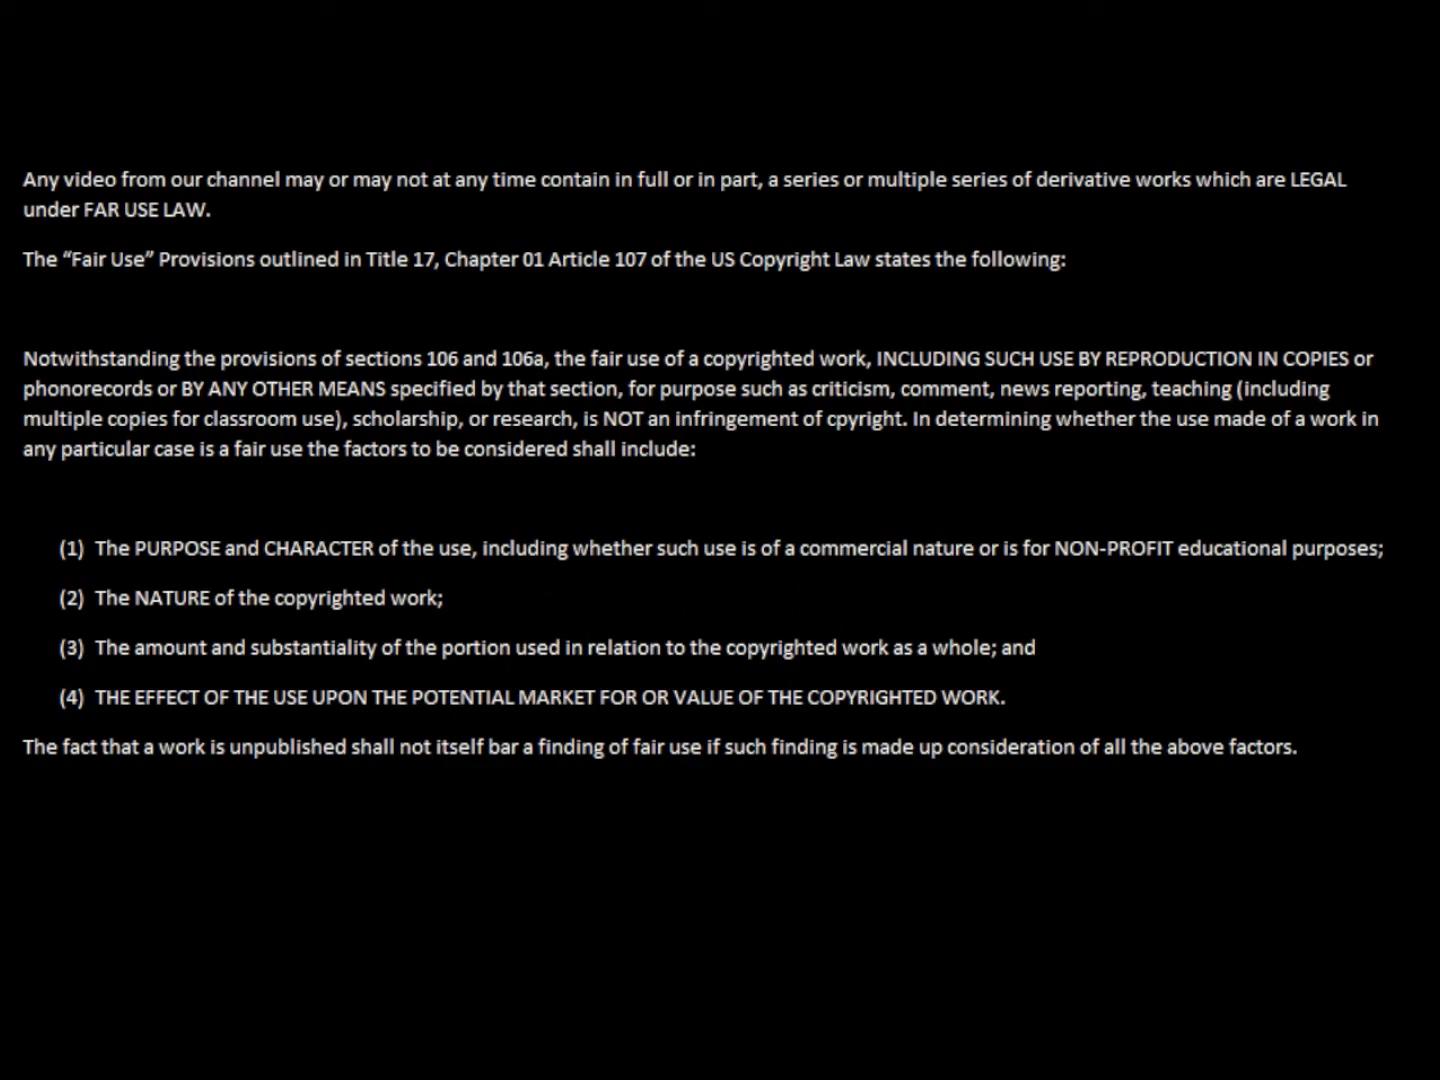 Any video from our channel may or may not at any time contain in full or in part, a series or multiple series of derivative works which are LEGAL
under FAR USE LAW.
The “Fair Use” Provisions outlined in Title 17, Chapter 01 Article 107 of the US Copyright Law states the following:
Notwithstanding the provisions of sections 106 and 106a, the fair use of a copyrighted work, INCLUDING SUCH USE BY REPRODUCTION IN COPIES or
phonorecords or BY ANY OTHER MEANS specified by that section, for purpose such as criticism, comment, news reporting, teaching (including
multiple copies for classroom use), scholarship, or research, is NOT an infringement of cpyright. In determining whether the use made of a work in
any particular case is a fair use the factors to be considered shall include:
(1) The PURPOSE and CHARACTER of the use, including whether such use is of a commercial nature or is for NON-PROFIT educational purposes;
(2) The NATURE of the copyrighted work;
(3) The amount and substantiality of the portion used in relation to the copyrighted work as a whole; and
(4) THE EFFECT OF THE USE UPON THE POTENTIAL MARKET FOR OR VALUE OF THE COPYRIGHTED WORK.
The fact that a work is unpublished shall not itself bar a finding of fair use if such finding is made up consideration of all the above factors.